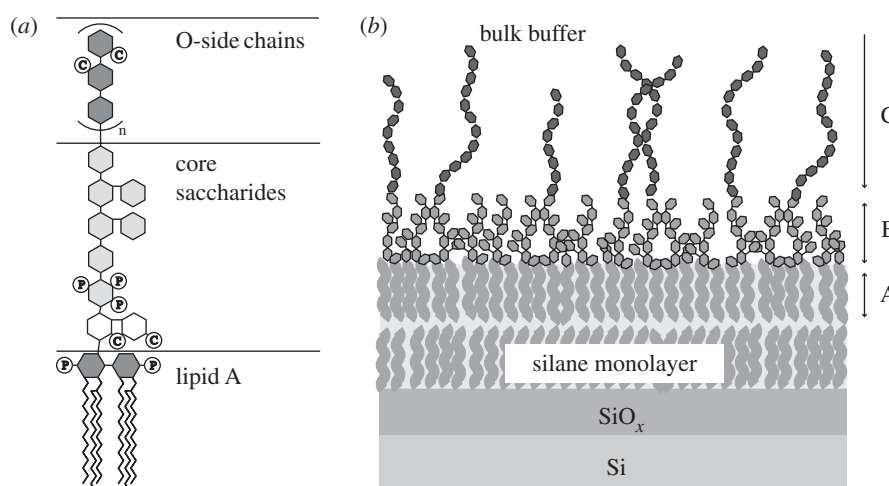 (a)
O-side chains
C
C
n
core
saccharides
P
P
P
C
C
P
P
lipid A
(b)
bulk buffer
C
B
A
silane monolayer
SiOx
Si